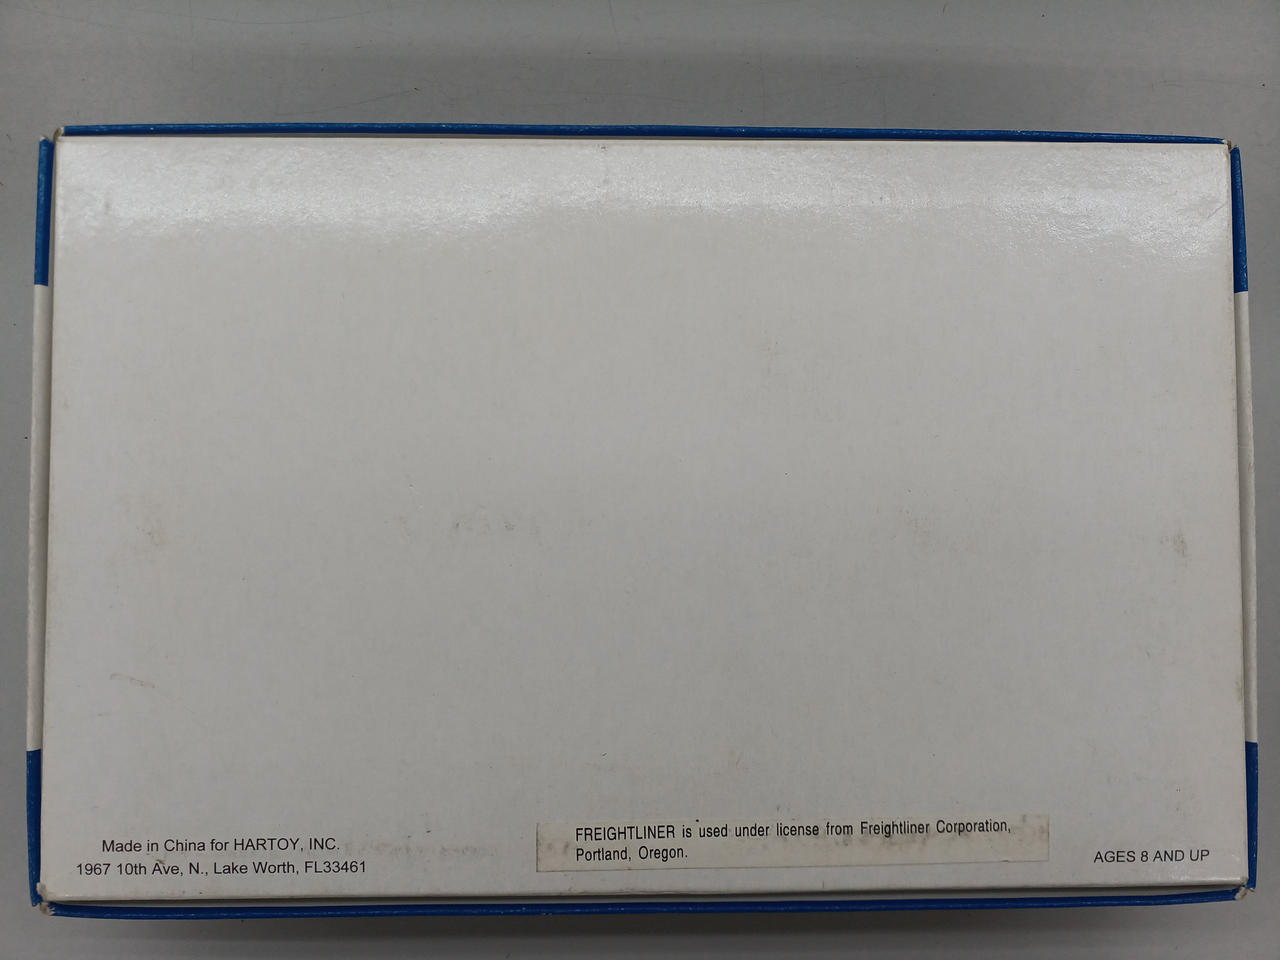 Made in China for HARTOY, INC.
1967 10th Ave, N., Lake Worth, FL33461
FREIGHTLINER is used under license from Freightliner Corporation,
Portland, Oregon.
AGES 8 AND UP